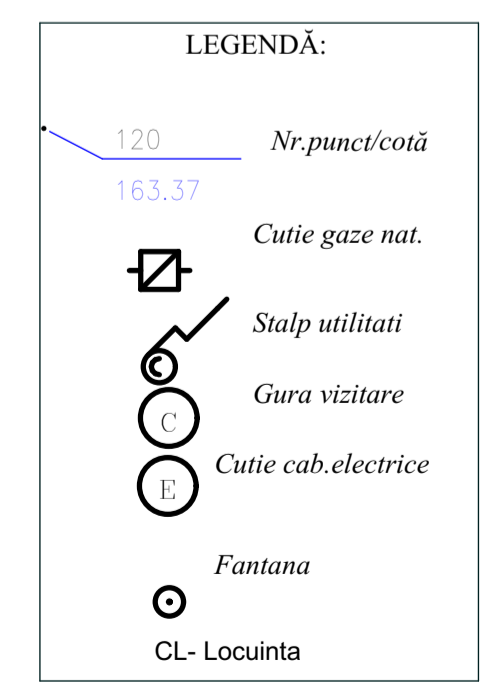 LEGENDĂ:
120
Nr.punct/cotă
163.37
Cutie gaze nat.
Stalp utilitati
C
Gura vizitare
C
Cutie cab.electrice
E
Fantana
CL- Locuinta